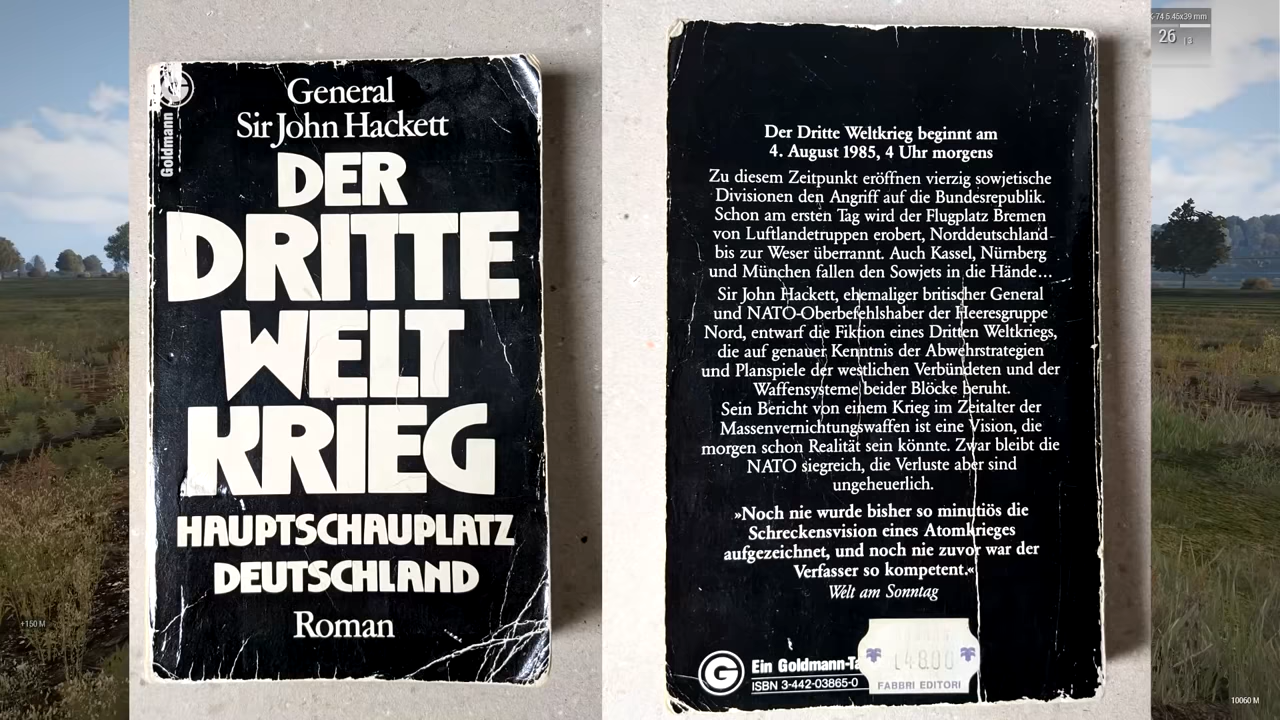 Goldmann
General
Sir John Hackett
DER
DRITTE
WELT
KRIEG
HAUPTSCHAUPLATZ
DEUTSCHLAND
Roman
Der Dritte Weltkrieg beginnt am
4. August 1985, 4 Uhr morgens
Zu diesem Zeitpunkt eröffnen vierzig sowjetische
Divisionen den Angriff auf die Bundesrepublik.
Schon am ersten Tag wird der Flugplatz Bremen
von Luftlandetruppen erobert, Norddeutschland
bis zur Weser überrannt. Auch Kassel, Nürnberg
und München fallen den Sowjets in die Hände...
Sir John Hackett, ehemaliger britischer General
und NATO-Oberbefehlshaber der Heeresgruppe
Nord, entwarf die Fiktion eines Dritten Weltkriegs,
die auf genauer Kenntnis der Abwehrstrategien
und Planspiele der westlichen Verbündeten und der
Waffensysteme beider Blöcke beruht.
Sein Bericht von einem Krieg im Zeitalter der
Massenvernichtungswaffen ist eine Vision, die
morgen schon Realität sein könnte. Zwar bleibt die
NATO siegreich, die Verluste aber sind
ungeheuerlich.
»Noch nie wurde bisher so minutiös die
Schreckensvision eines Atomkrieges
aufgezeichnet, und noch nie zuvor war der
Verfasser so kompetent.«
Welt am Sonntag
Ein Goldmann-Ta
ISBN 3-442-03865-0
FABBRI EDITORI
-74 5.45x39 mm
26 13
+150 M
10060 M